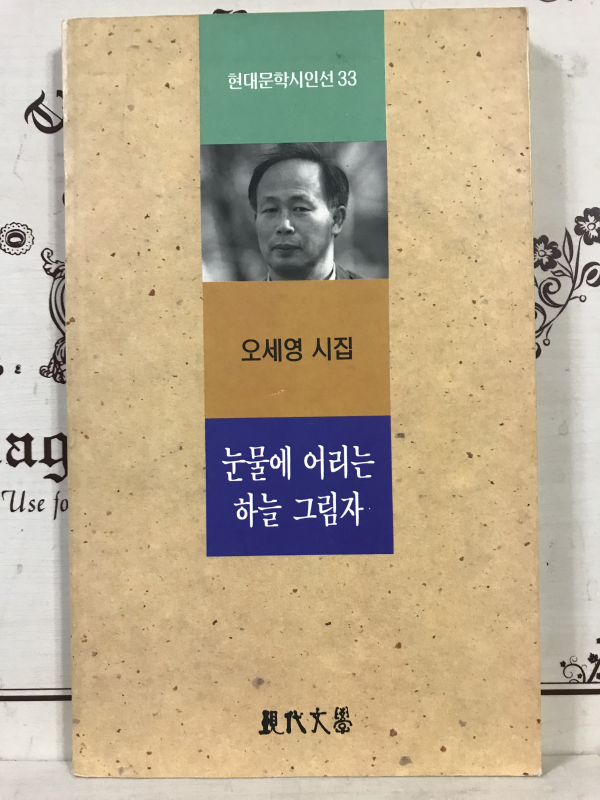 현대문학시인선 33
오세영 시집
눈물에 어리는
하늘 그림자
現代文學
ag
Use fo